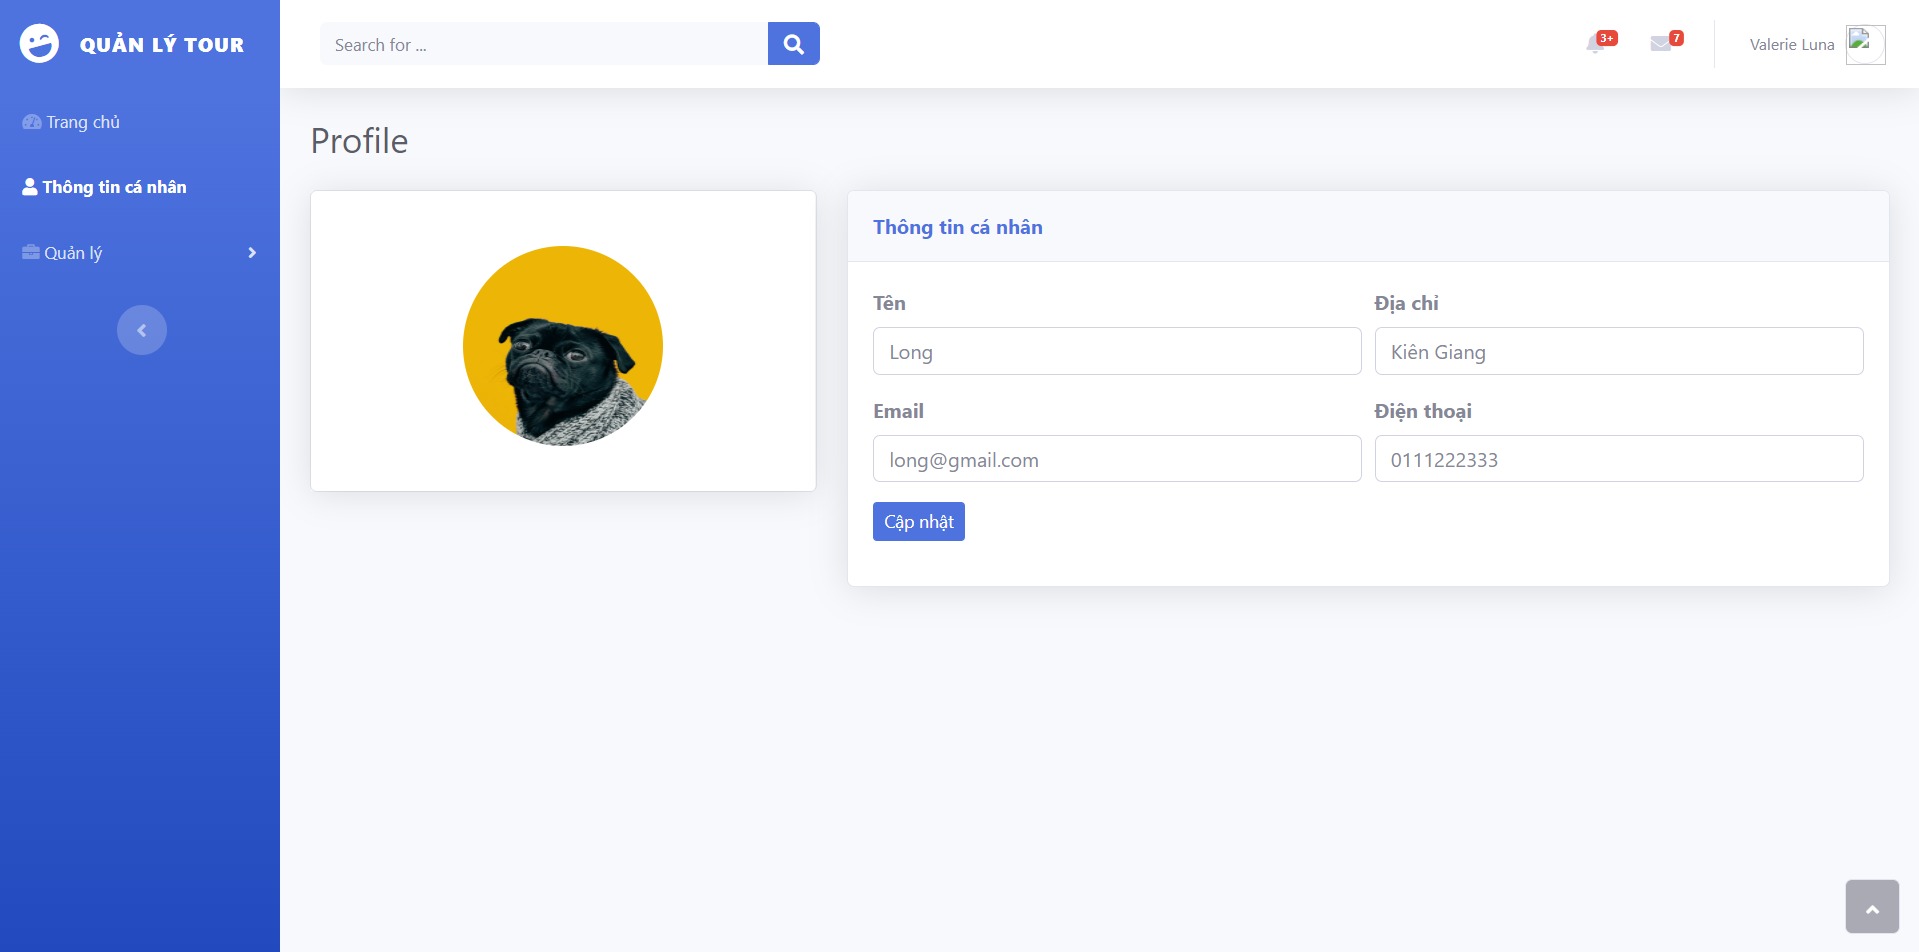 QUẢN LÝ TOUR
Search for ...
3+
7
Valerie Luna
Trang chủ
Thông tin cá nhân
Quản lý
Profile
Thông tin cá nhân
Tên
Địa chỉ
Long
Kiên Giang
Email
Điện thoại
long@gmail.com
0111222333
Cập nhật